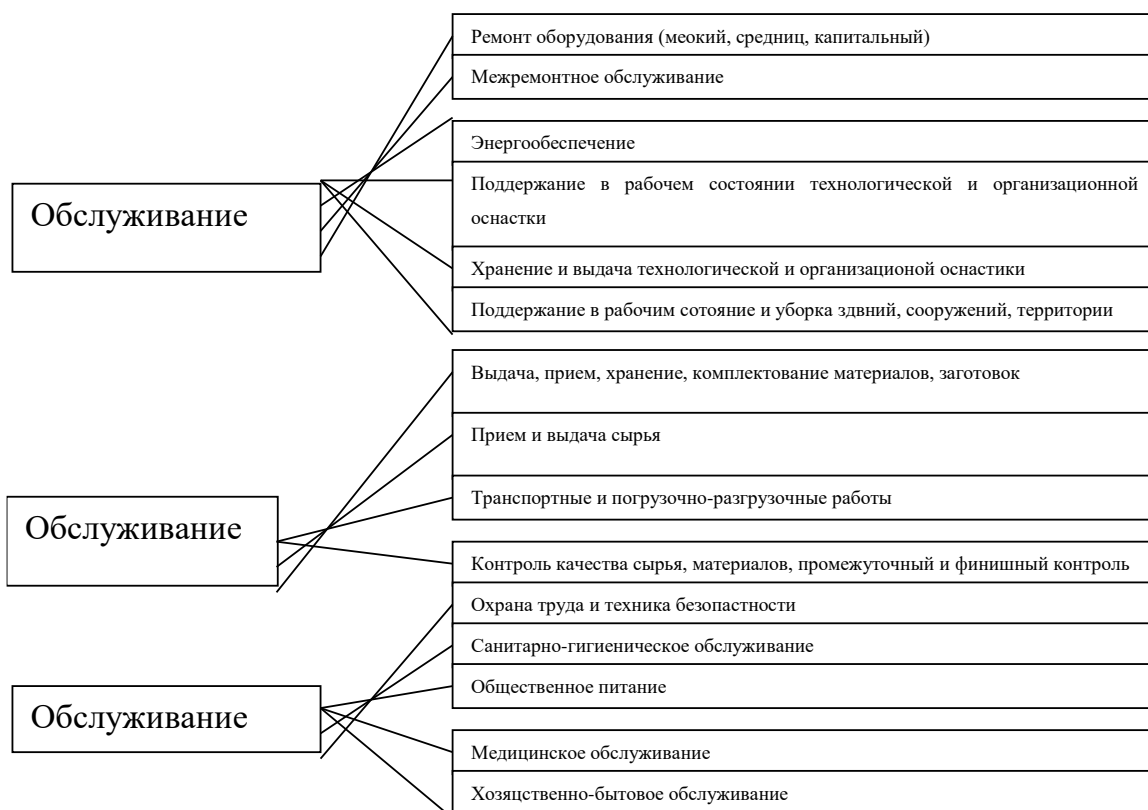 Ремонт оборудования (меокий, средниц, капитальный)
Межремонтное обслуживание
Энергообеспечение
Поддержание в рабочем состоянии технологической и организационной
оснастки
Обслуживание
Хранение и выдача технологической и организационой оснастики
Поддержание в рабочим сотояние и уборка здвний, сооружений, территории
Выдача, прием, хранение, комплектование материалов, заготовок
Прием и выдача сырья
Транспортные и погрузочно-разгрузочные работы
Обслуживание
Контроль качества сырья, материалов, промежуточный и финишный контроль
Охрана труда и техника безопастности
Санитарно-гигиеническое обслуживание
Общественное питание
Обслуживание
Медицинское обслуживание
Хозяцственно-бытовое обслуживание